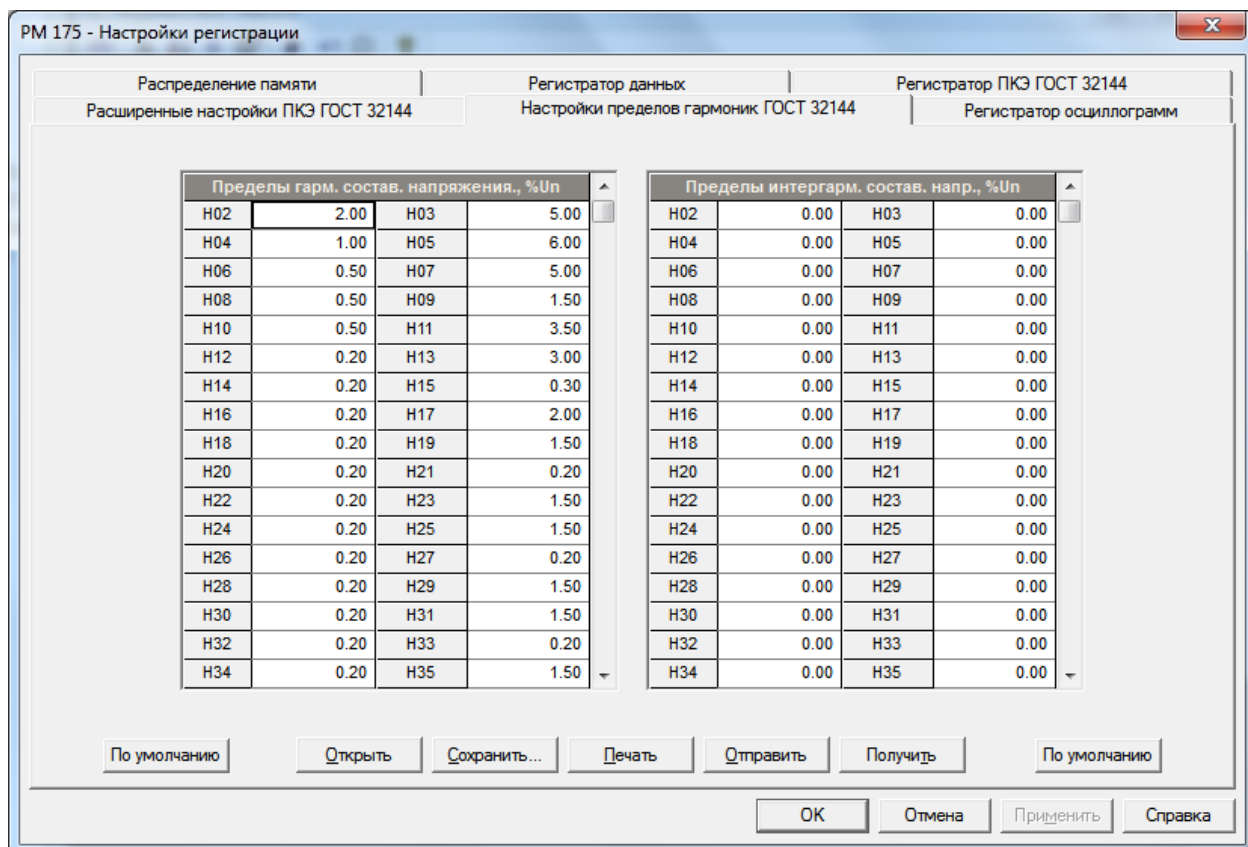 PM 175 - Настройки регистрации
Распределение памяти Регистратор данных Регистратор ПКЭ ГОСТ 32144
Расширенные настройки ПКЭ ГОСТ 32144 Настройки пределов гармоник ГОСТ 32144 Регистратор осциллограмм
Пределы гарм. состав. напряжения., %Un Пределы интергарм. состав. напр., %Un
H02 2.00 H03 5.00 H02 0.00 H03 0.00
H04 1.00 H05 6.00 H04 0.00 H05 0.00
H06 0.50 H07 5.00 H06 0.00 H07 0.00
H08 0.50 H09 1.50 H08 0.00 H09 0.00
H10 0.50 H11 3.50 H10 0.00 H11 0.00
H12 0.20 H13 3.00 H12 0.00 H13 0.00
H14 0.20 H15 0.30 H14 0.00 H15 0.00
H16 0.20 H17 2.00 H16 0.00 H17 0.00
H18 0.20 H19 1.50 H18 0.00 H19 0.00
H20 0.20 H21 0.20 H20 0.00 H21 0.00
H22 0.20 H23 1.50 H22 0.00 H23 0.00
H24 0.20 H25 1.50 H24 0.00 H25 0.00
H26 0.20 H27 0.20 H26 0.00 H27 0.00
H28 0.20 H29 1.50 H28 0.00 H29 0.00
H30 0.20 H31 1.50 H30 0.00 H31 0.00
H32 0.20 H33 0.20 H32 0.00 H33 0.00
H34 0.20 H35 1.50 H34 0.00 H35 0.00
По умолчанию Открыть Сохранить... Печать Отправить Получить По умолчанию
OK Отмена Применить Справка